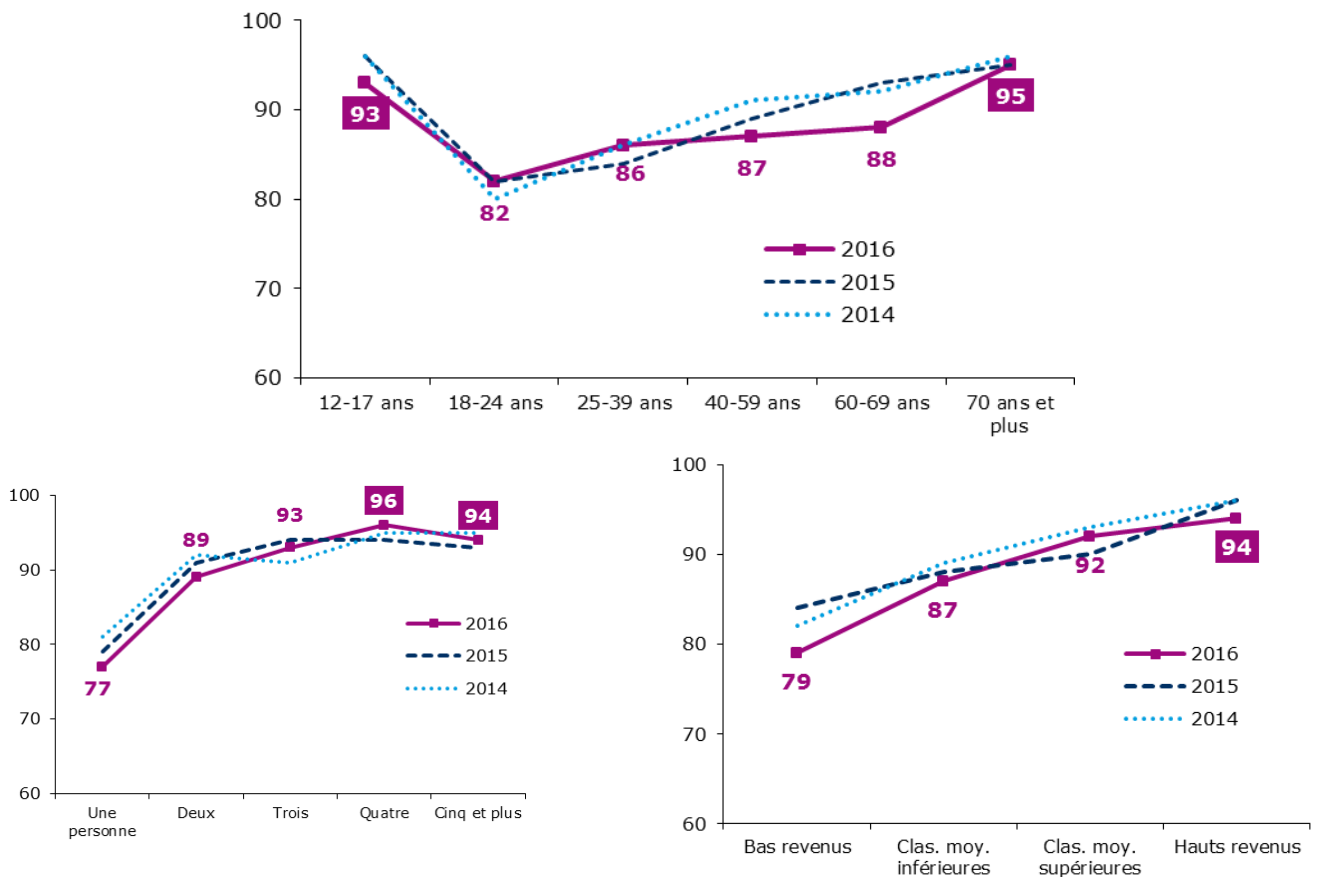 100
90
80
70
60
93
82
86
87
88
95
2016
2015
2014
12-17 ans
18-24 ans
25-39 ans
40-59 ans
60-69 ans
70 ans et
plus
100
90
80
70
60
77
89
93
96
94
2016
2015
2014
Une
personne
Deux
Trois
Quatre
Cinq et plus
100
90
80
70
60
79
87
92
94
2016
2015
2014
Bas revenus
Clas. moy.
inférieures
Clas. moy.
supérieures
Hauts revenus